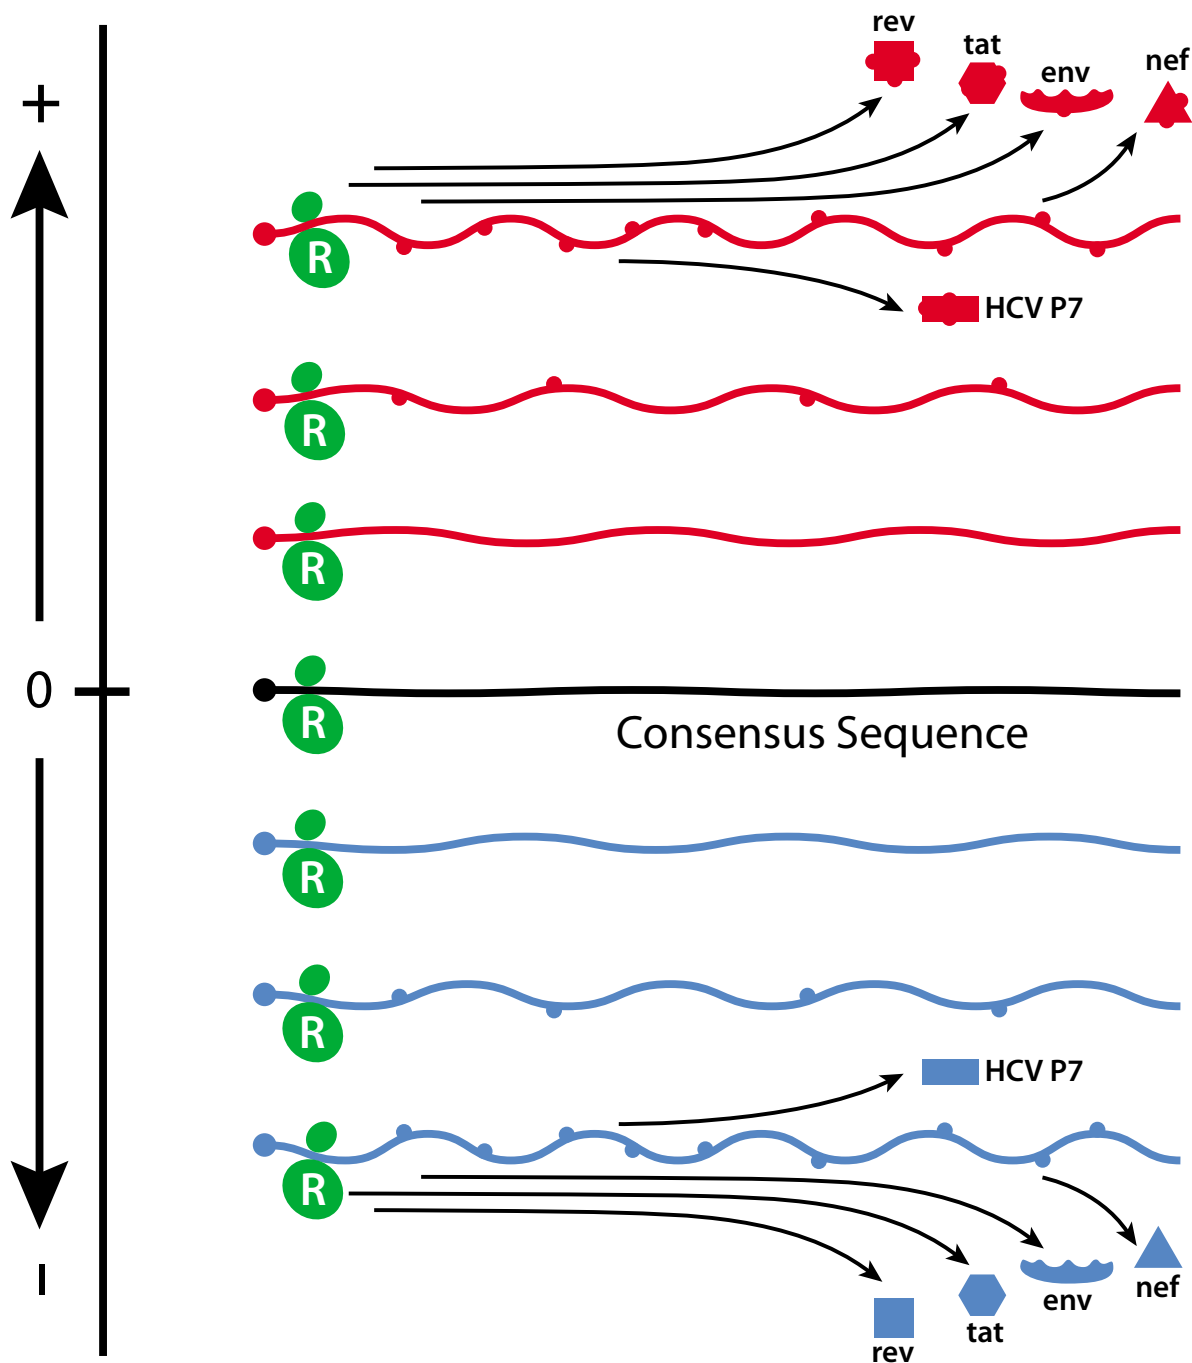 rev
tat
env
nef
+
R
HCV P7
R
R
0
R
Consensus Sequence
R
R
HCV P7
R
nef
env
tat
rev
–